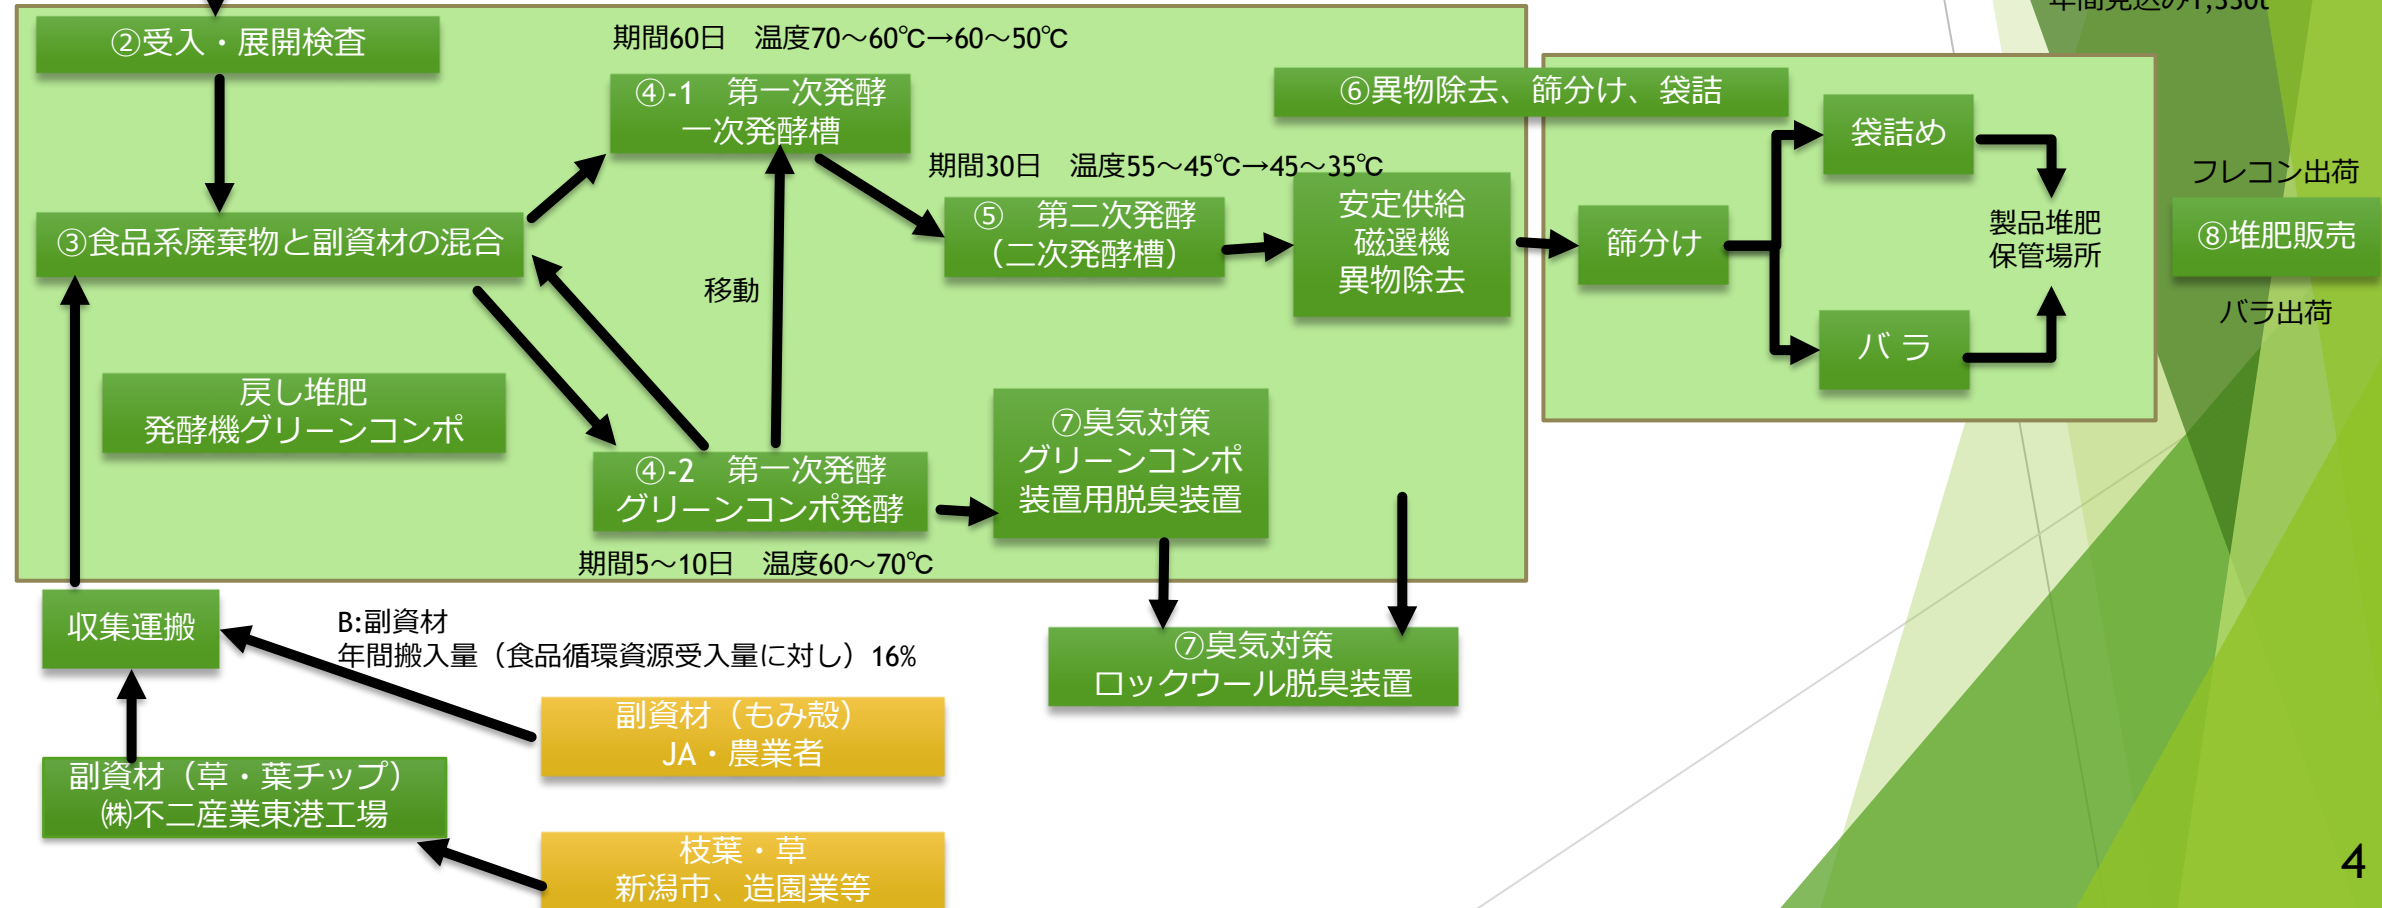 年間見込み1,530t
②受入・展開検査
期間60日　温度70～60℃→60～50℃
④-1　第一次発酵
一次発酵槽
⑥異物除去、篩分け、袋詰
袋詰め
期間30日　温度55～45℃→45～35℃
フレコン出荷
③食品系廃棄物と副資材の混合
⑤　第二次発酵
（二次発酵槽）
安定供給
磁選機
異物除去
篩分け
製品堆肥
保管場所
⑧堆肥販売
移動
バラ出荷
バ ラ
戻し堆肥
発酵機グリーンコンポ
④-2　第一次発酵
グリーンコンポ発酵
⑦臭気対策
グリーンコンポ
装置用脱臭装置
期間5～10日　温度60～70℃
収集運搬
B:副資材
年間搬入量（食品循環資源受入量に対し）16%
⑦臭気対策
ロックウール脱臭装置
副資材（もみ殻）
JA・農業者
副資材（草・葉チップ）
㈱不二産業東港工場
枝葉・草
新潟市、造園業等
4